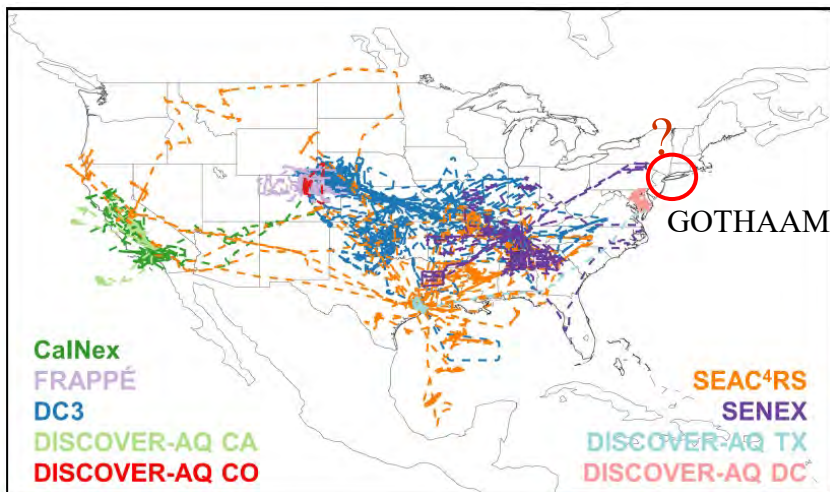 ?
GOTHAAM
CalNex
FRAPPÉ
DC3
DISCOVER-AQ CA
DISCOVER-AQ CO
SEAC⁴RS
SENEX
DISCOVER-AQ TX
DISCOVER-AQ DC